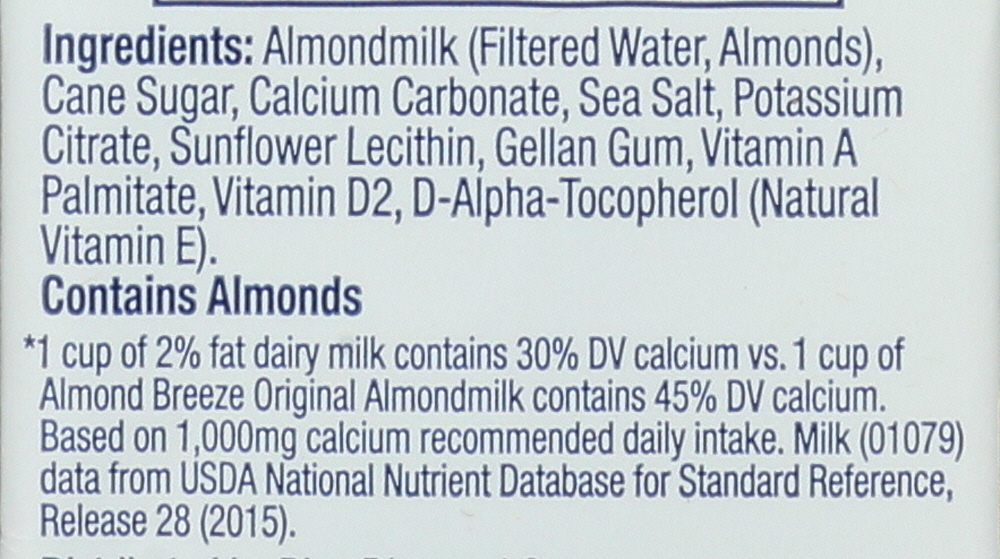 Ingredients: Almondmilk (Filtered Water, Almonds),
Cane Sugar, Calcium Carbonate, Sea Salt, Potassium
Citrate, Sunflower Lecithin, Gellan Gum, Vitamin A
Palmitate, Vitamin D2, D-Alpha-Tocopherol (Natural
Vitamin E).
Contains Almonds
*1 cup of 2% fat dairy milk contains 30% DV calcium vs. 1 cup of
Almond Breeze Original Almondmilk contains 45% DV calcium.
Based on 1,000mg calcium recommended daily intake. Milk (01079)
data from USDA National Nutrient Database for Standard Reference,
Release 28 (2015).